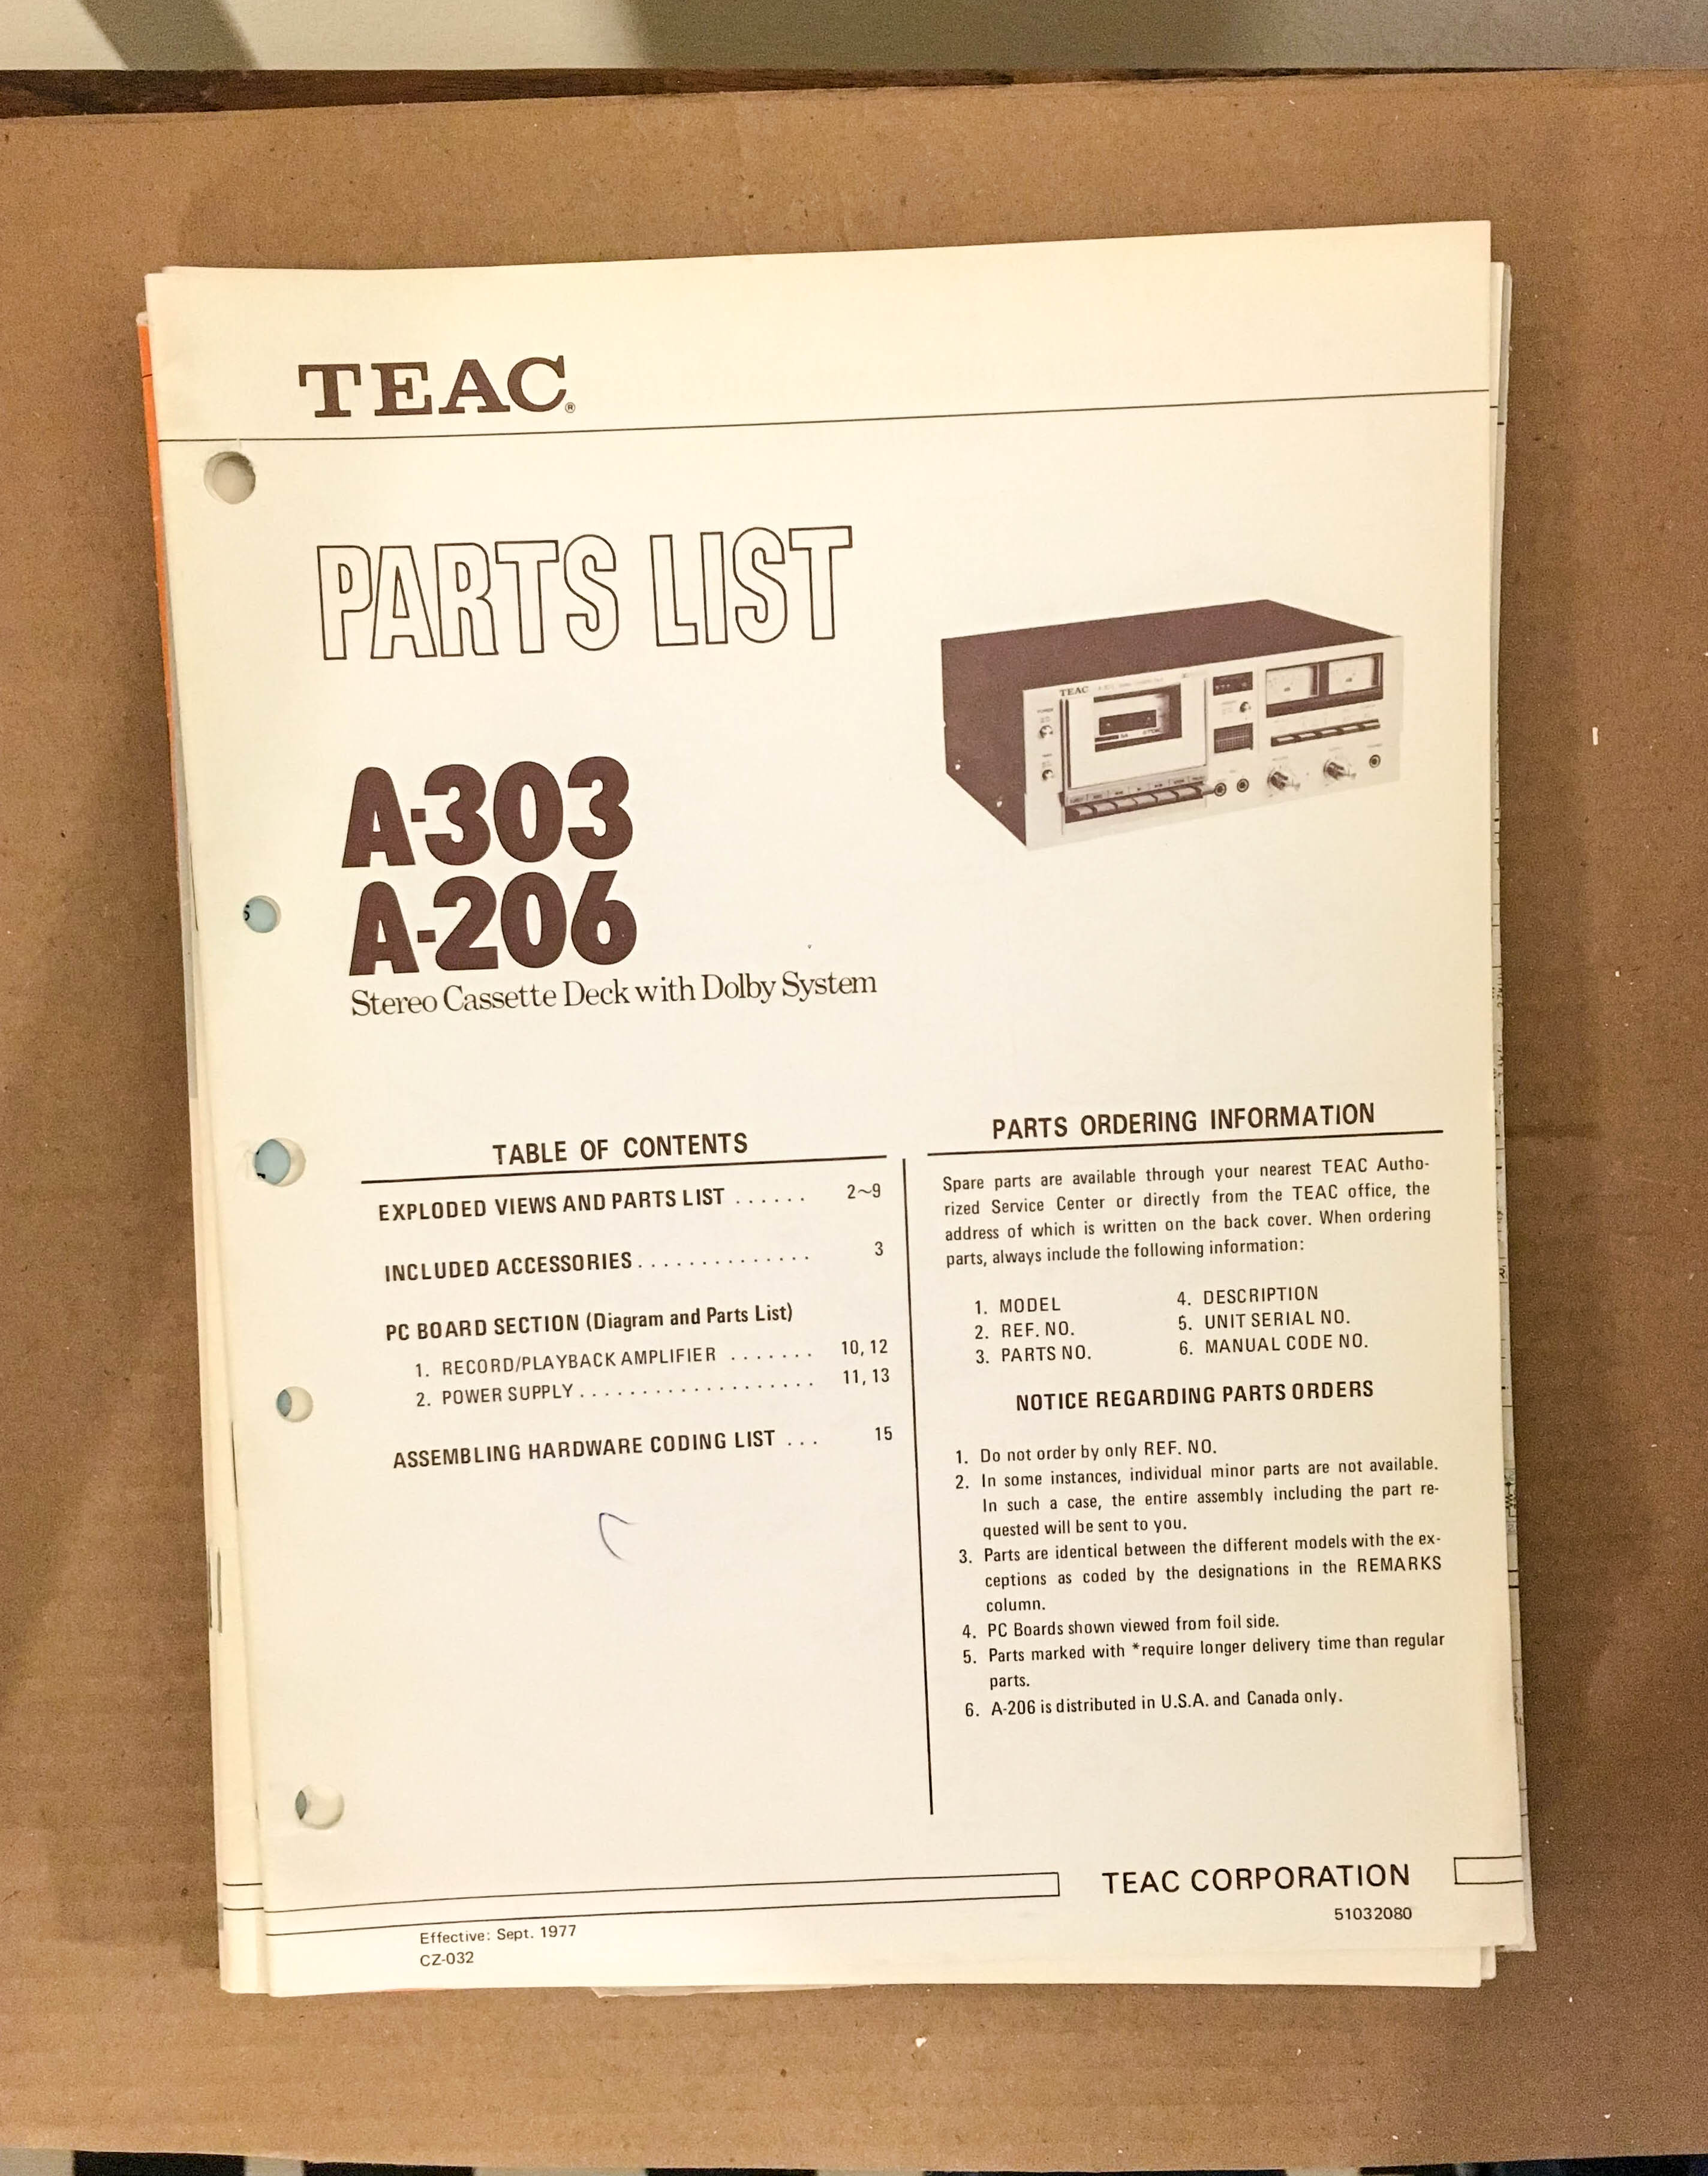 TEAC®
PARTS LIST
TEAC
A-303
A-206
Stereo Cassette Deck with Dolby System
TABLE OF CONTENTS
EXPLODED VIEWS AND PARTS LIST . . . . . . 2~9
INCLUDED ACCESSORIES . . . . . . . . . . . . . . 3
PC BOARD SECTION (Diagram and Parts List)
1. RECORD/PLAYBACK AMPLIFIER . . . . . . . 10, 12
2. POWER SUPPLY . . . . . . . . . . . . . . . . . . . 11, 13
ASSEMBLING HARDWARE CODING LIST . . . 15
PARTS ORDERING INFORMATION
Spare parts are available through your nearest TEAC Autho-
rized Service Center or directly from the TEAC office, the
address of which is written on the back cover. When ordering
parts, always include the following information:
1. MODEL
2. REF. NO.
3. PARTS NO.
4. DESCRIPTION
5. UNIT SERIAL NO.
6. MANUAL CODE NO.
NOTICE REGARDING PARTS ORDERS
1. Do not order by only REF. NO.
2. In some instances, individual minor parts are not available.
In such a case, the entire assembly including the part re-
quested will be sent to you.
3. Parts are identical between the different models with the ex-
ceptions as coded by the designations in the REMARKS
column.
4. PC Boards shown viewed from foil side.
5. Parts marked with *require longer delivery time than regular
parts.
6. A-206 is distributed in U.S.A. and Canada only.
TEAC CORPORATION
51032080
Effective: Sept. 1977
CZ-032